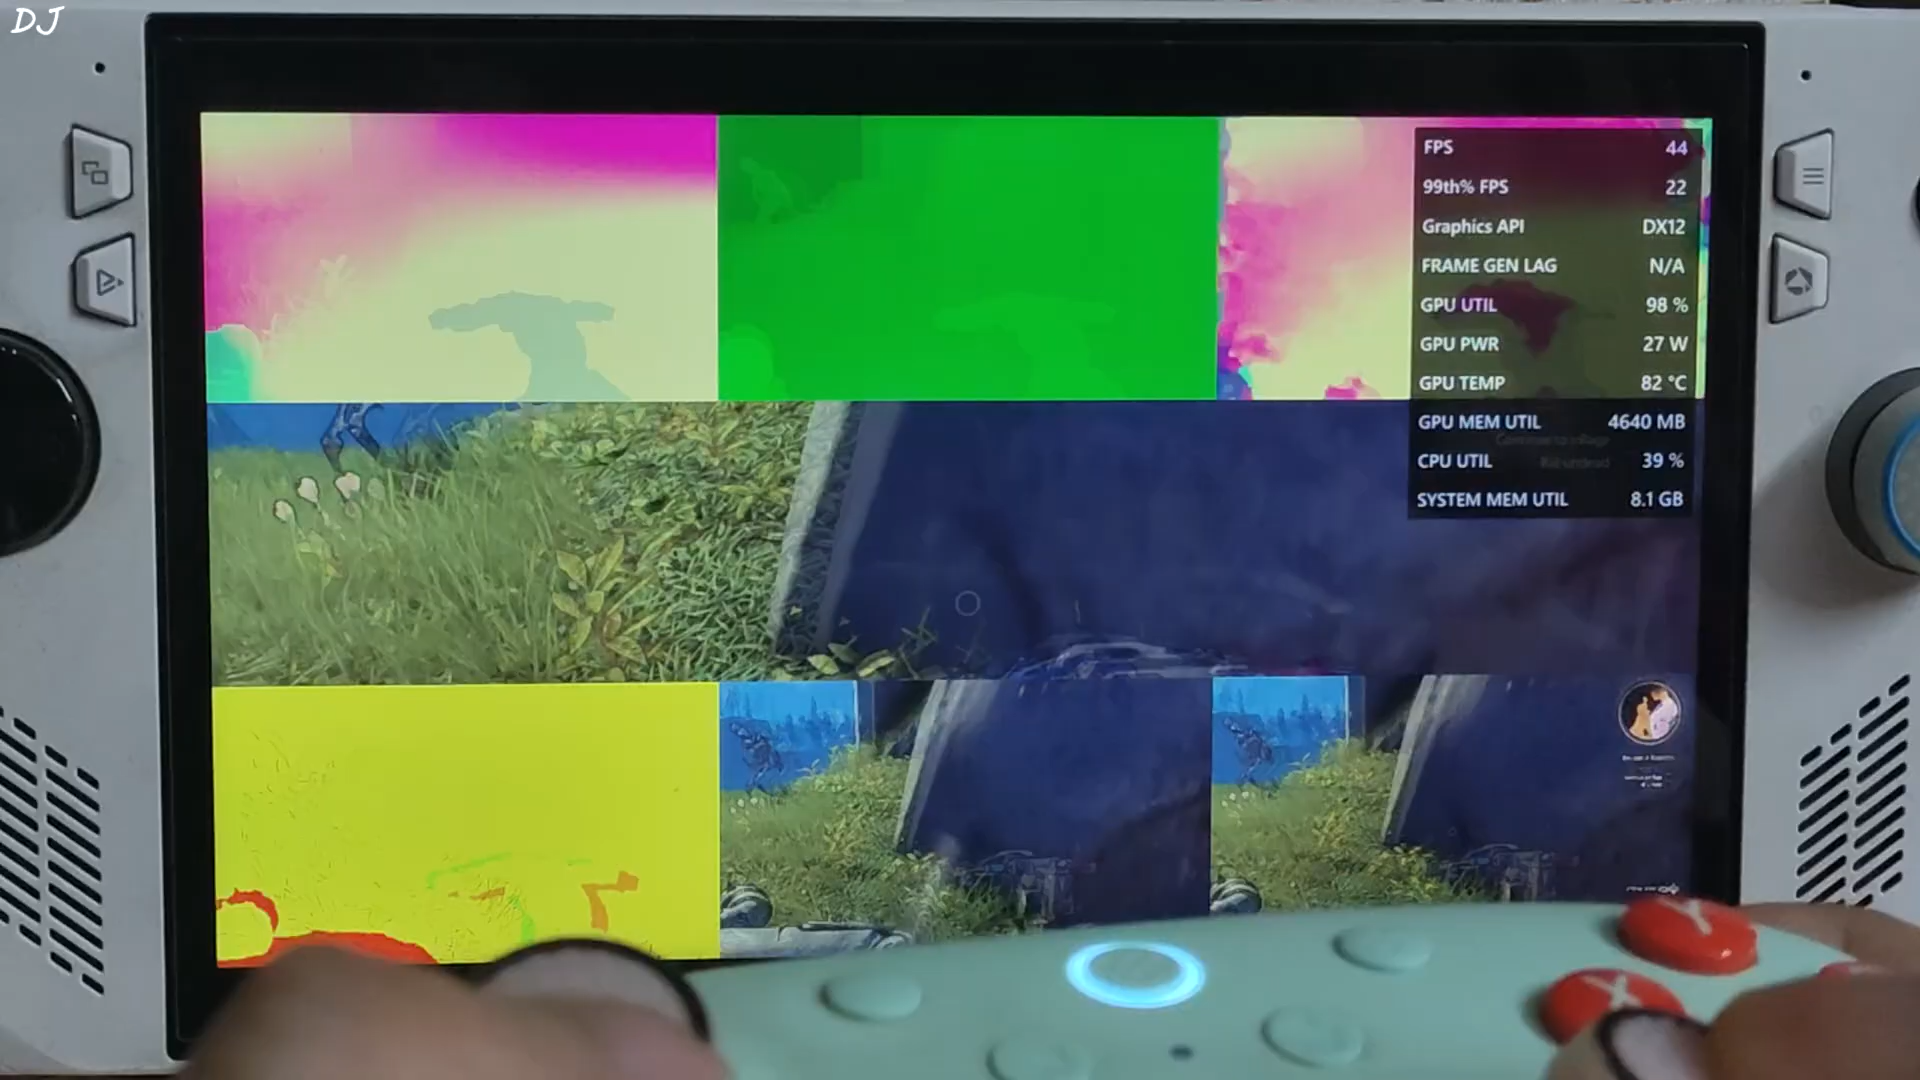 DJ
FPS 44
99th% FPS 22
Graphics API DX12
FRAME GEN LAG N/A
GPU UTIL 98 %
GPU PWR 27 W
GPU TEMP 82 °C
GPU MEM UTIL 4640 MB
CPU UTIL 39 %
SYSTEM MEM UTIL 8.1 GB
Y
X